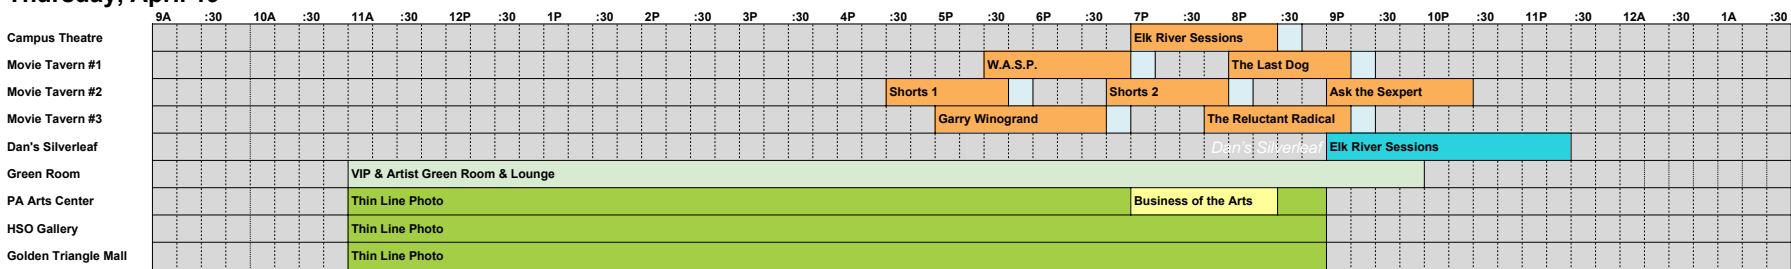 Thursday, April 19
9A :30 10A :30 11A :30 12P :30 1P :30 2P :30 3P :30 4P :30 5P :30 6P :30 7P :30 8P :30 9P :30 10P :30 11P :30 12A :30 1A :30
Campus Theatre Elk River Sessions
Movie Tavern #1 W.A.S.P. The Last Dog
Movie Tavern #2 Shorts 1 Shorts 2 Ask the Sexpert
Movie Tavern #3 Garry Winogrand The Reluctant Radical
Dan's Silverleaf Dan's Silverleaf Elk River Sessions
Green Room VIP & Artist Green Room & Lounge
PA Arts Center Thin Line Photo Business of the Arts
HSO Gallery Thin Line Photo
Golden Triangle Mall Thin Line Photo